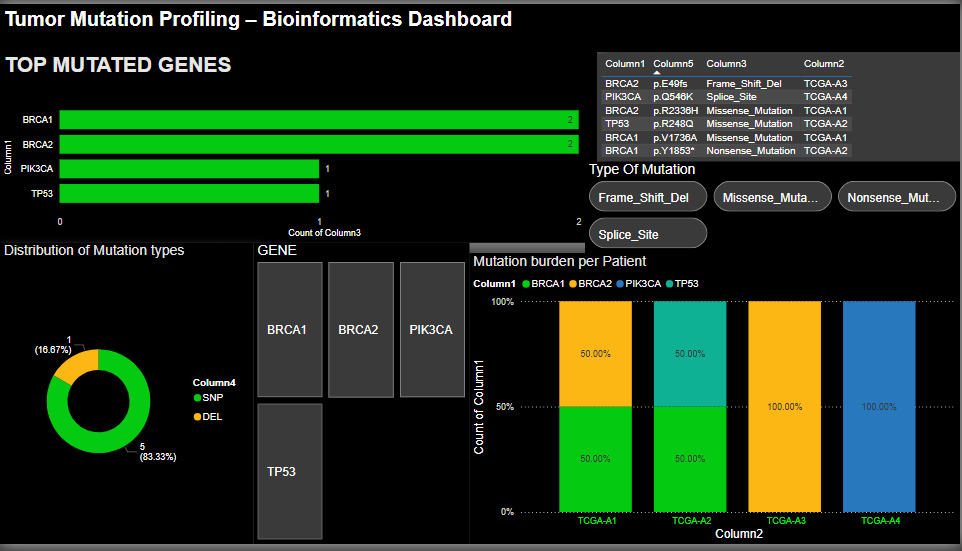 Tumor Mutation Profiling – Bioinformatics Dashboard
TOP MUTATED GENES
Column1
BRCA1
2
BRCA2
2
PIK3CA
1
TP53
1
0
1
2
Count of Column3
Column1 Column5 Column3 Column2
BRCA2 p.E49fs Frame_Shift_Del TCGA-A3
PIK3CA p.Q546K Splice_Site TCGA-A4
BRCA2 p.R2336H Missense_Mutation TCGA-A1
TP53 p.R248Q Missense_Mutation TCGA-A2
BRCA1 p.V1736A Missense_Mutation TCGA-A1
BRCA1 p.Y1853* Nonsense_Mutation TCGA-A2
Type Of Mutation
Frame_Shift_Del
Missense_Muta...
Nonsense_Mut...
Splice_Site
Distribution of Mutation types
1
(16.67%)
5
(83.33%)
Column4
SNP
DEL
GENE
BRCA1
BRCA2
PIK3CA
TP53
Mutation burden per Patient
Column1 BRCA1 BRCA2 PIK3CA TP53
Count of Column1
100%
50%
0%
50.00%
50.00%
50.00%
50.00%
100.00%
100.00%
TCGA-A1
TCGA-A2
TCGA-A3
TCGA-A4
Column2